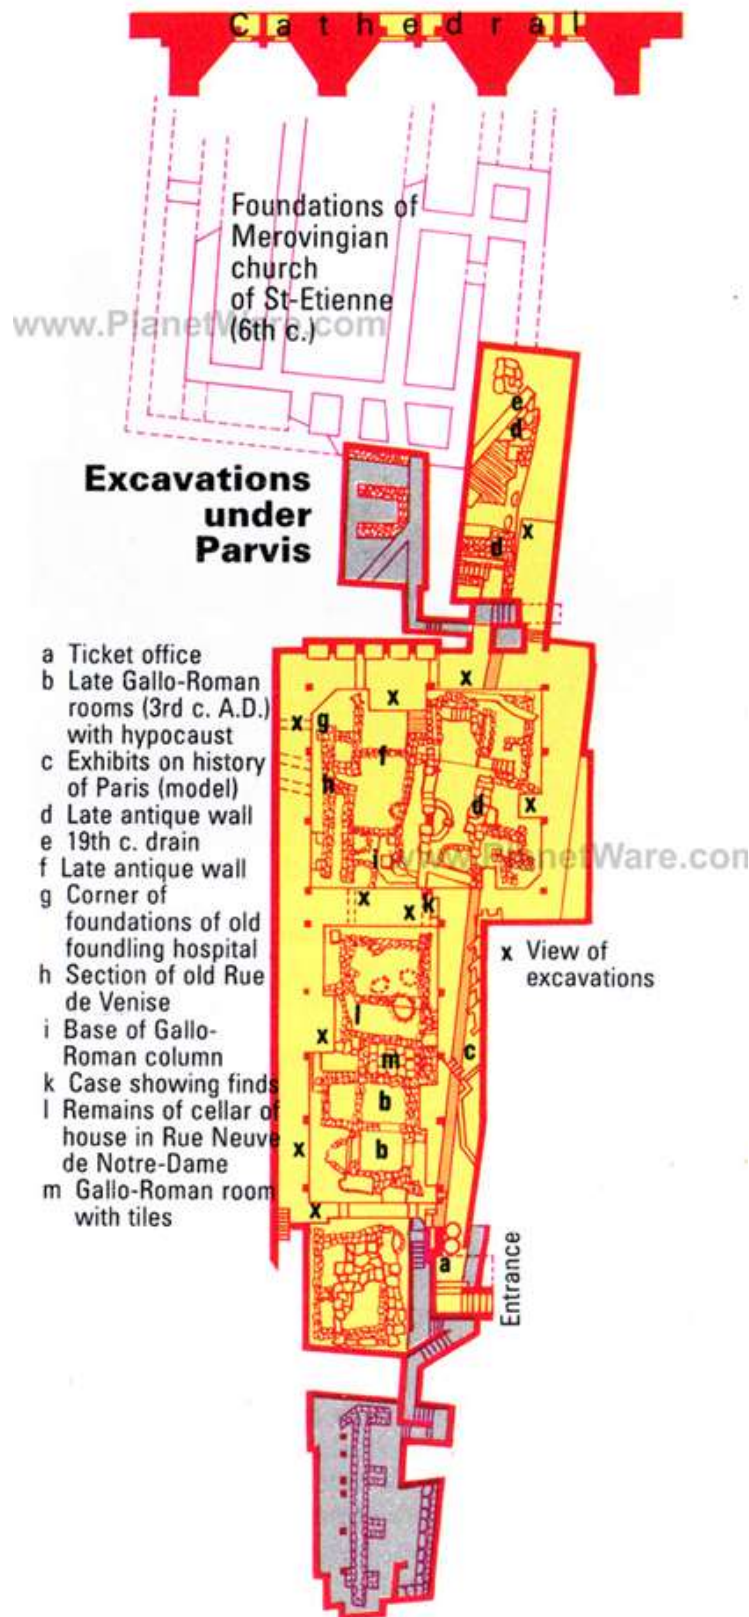 Cathedral
Foundations of
Merovingian
church
of St-Etienne
(6th c.)
www.PlanetWare.com
e
d
Excavations
under
Parvis
x
d
a Ticket office
b Late Gallo-Roman
rooms (3rd c. A.D.)
with hypocaust
c Exhibits on history
of Paris (model)
d Late antique wall
e 19th c. drain
f Late antique wall
g Corner of
foundations of old
foundling hospital
h Section of old Rue
de Venise
i Base of Gallo-
Roman column
k Case showing finds
l Remains of cellar of
house in Rue Neuve
de Notre-Dame
m Gallo-Roman room
with tiles
x
x
x g
f
h
d x
i
www.PlanetWare.com
x x k
x View of
excavations
l
x
m
c
b
b
x
x
a
Entrance